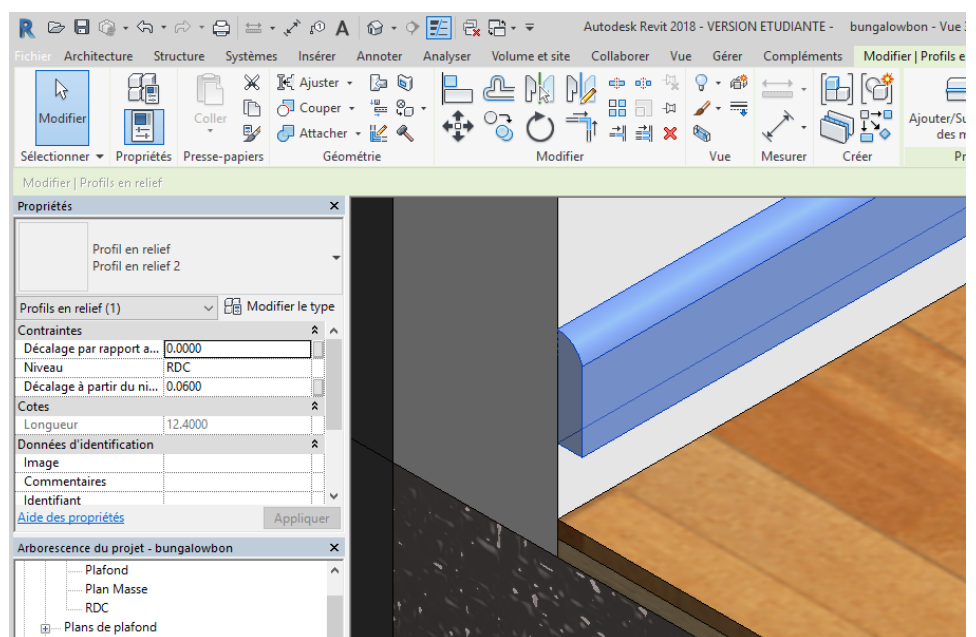 Autodesk Revit 2018 - VERSION ETUDIANTE - bungalowbon - Vue 3
Fichier Architecture Structure Systèmes Insérer Annoter Analyser Volume et site Collaborer Vue Gérer Compléments Modifier | Profils e
Modifier
Coller
Ajuster
Couper
Attacher
Ajouter/Su
des m
Sélectionner Propriétés Presse-papiers Géométrie Modifier Vue Mesurer Créer Pr
Modifier | Profils en relief
Propriétés
Profil en relief
Profil en relief 2
Profils en relief (1) Modifier le type
Contraintes
Décalage par rapport a... 0.0000
Niveau RDC
Décalage à partir du ni... 0.0600
Cotes
Longueur 12.4000
Données d'identification
Image
Commentaires
Identifiant
Aide des propriétés Appliquer
Arborescence du projet - bungalowbon
Plafond
Plan Masse
RDC
Plans de plafond